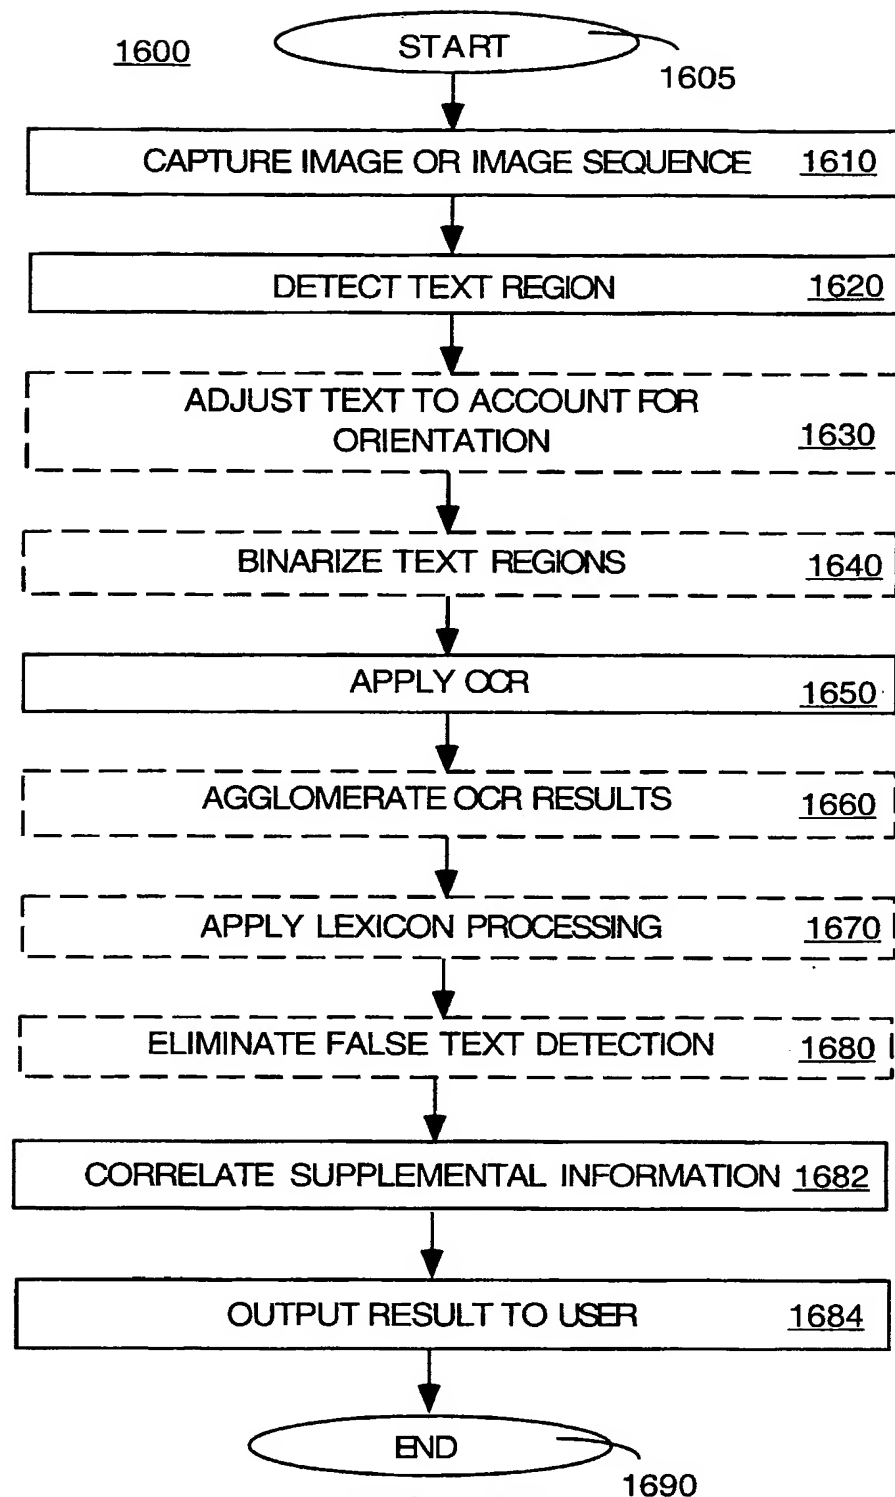 1600
START
1605
CAPTURE IMAGE OR IMAGE SEQUENCE 1610
DETECT TEXT REGION 1620
ADJUST TEXT TO ACCOUNT FOR
ORIENTATION 1630
BINARIZE TEXT REGIONS 1640
APPLY OCR 1650
AGGLOMERATE OCR RESULTS 1660
APPLY LEXICON PROCESSING 1670
ELIMINATE FALSE TEXT DETECTION 1680
CORRELATE SUPPLEMENTAL INFORMATION 1682
OUTPUT RESULT TO USER 1684
END
1690